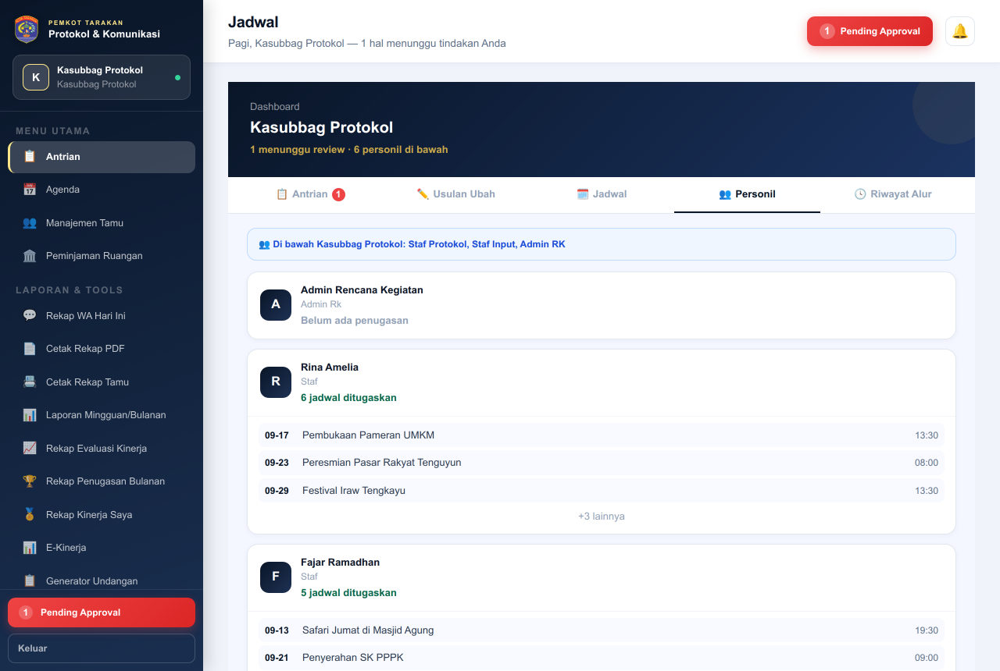 PEMKOT TARAKAN
Protokol & Komunikasi
K
Kasubbag Protokol
Kasubbag Protokol
MENU UTAMA
Antrian
Agenda
Manajemen Tamu
Peminjaman Ruangan
LAPORAN & TOOLS
Rekap WA Hari Ini
Cetak Rekap PDF
Cetak Rekap Tamu
Laporan Mingguan/Bulanan
Rekap Evaluasi Kinerja
Rekap Penugasan Bulanan
Rekap Kinerja Saya
E-Kinerja
Generator Undangan
1 Pending Approval
Keluar
Jadwal
Pagi, Kasubbag Protokol — 1 hal menunggu tindakan Anda
1 Pending Approval
Dashboard
Kasubbag Protokol
1 menunggu review · 6 personil di bawah
Antrian 1 Usulan Ubah Jadwal Personil Riwayat Alur
Di bawah Kasubbag Protokol: Staf Protokol, Staf Input, Admin RK
A
Admin Rencana Kegiatan
Admin Rk
Belum ada penugasan
R
Rina Amelia
Staf
6 jadwal ditugaskan
09-17 Pembukaan Pameran UMKM 13:30
09-23 Peresmian Pasar Rakyat Tenguyun 08:00
09-29 Festival Iraw Tengkayu 13:30
+3 lainnya
F
Fajar Ramadhan
Staf
5 jadwal ditugaskan
09-13 Safari Jumat di Masjid Agung 19:30
09-21 Penyerahan SK PPPK 09:00